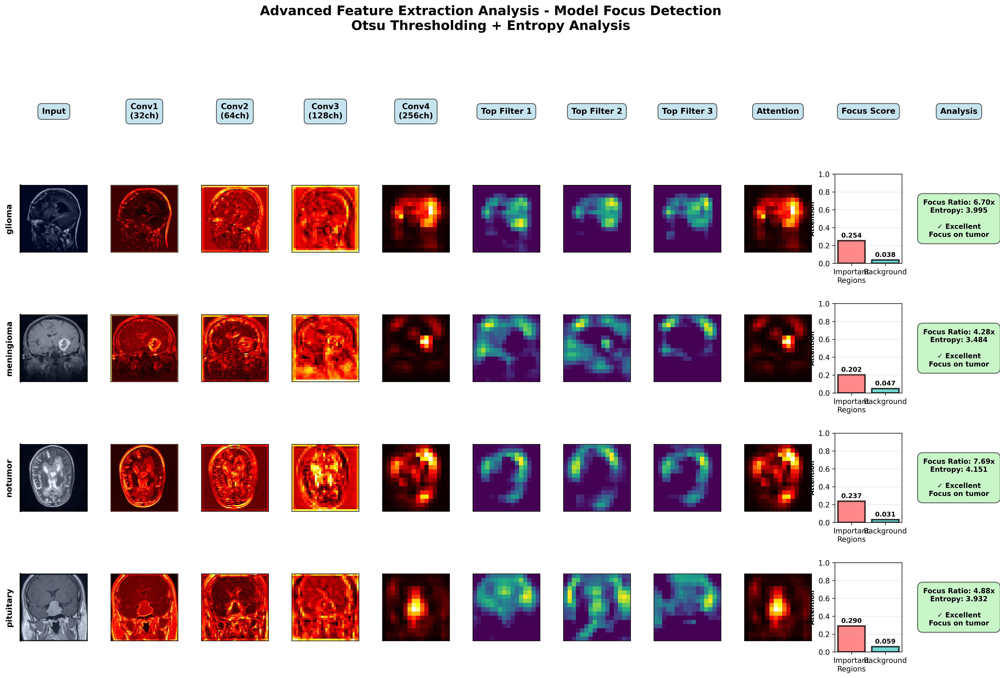 Advanced Feature Extraction Analysis - Model Focus Detection
Otsu Thresholding + Entropy Analysis
Input
Conv1
(32ch)
Conv2
(64ch)
Conv3
(128ch)
Conv4
(256ch)
Top Filter 1
Top Filter 2
Top Filter 3
Attention
Focus Score
Analysis
glioma
Attention
1.0
0.8
0.6
0.4
0.2
0.0
0.254
0.038
Important
Regions
Background
Focus Ratio: 6.70x
Entropy: 3.995
✓ Excellent
Focus on tumor
meningioma
Attention
1.0
0.8
0.6
0.4
0.2
0.0
0.202
0.047
Important
Regions
Background
Focus Ratio: 4.28x
Entropy: 3.484
✓ Excellent
Focus on tumor
notumor
Attention
1.0
0.8
0.6
0.4
0.2
0.0
0.237
0.031
Important
Regions
Background
Focus Ratio: 7.69x
Entropy: 4.151
✓ Excellent
Focus on tumor
pituitary
Attention
1.0
0.8
0.6
0.4
0.2
0.0
0.290
0.059
Important
Regions
Background
Focus Ratio: 4.88x
Entropy: 3.932
✓ Excellent
Focus on tumor